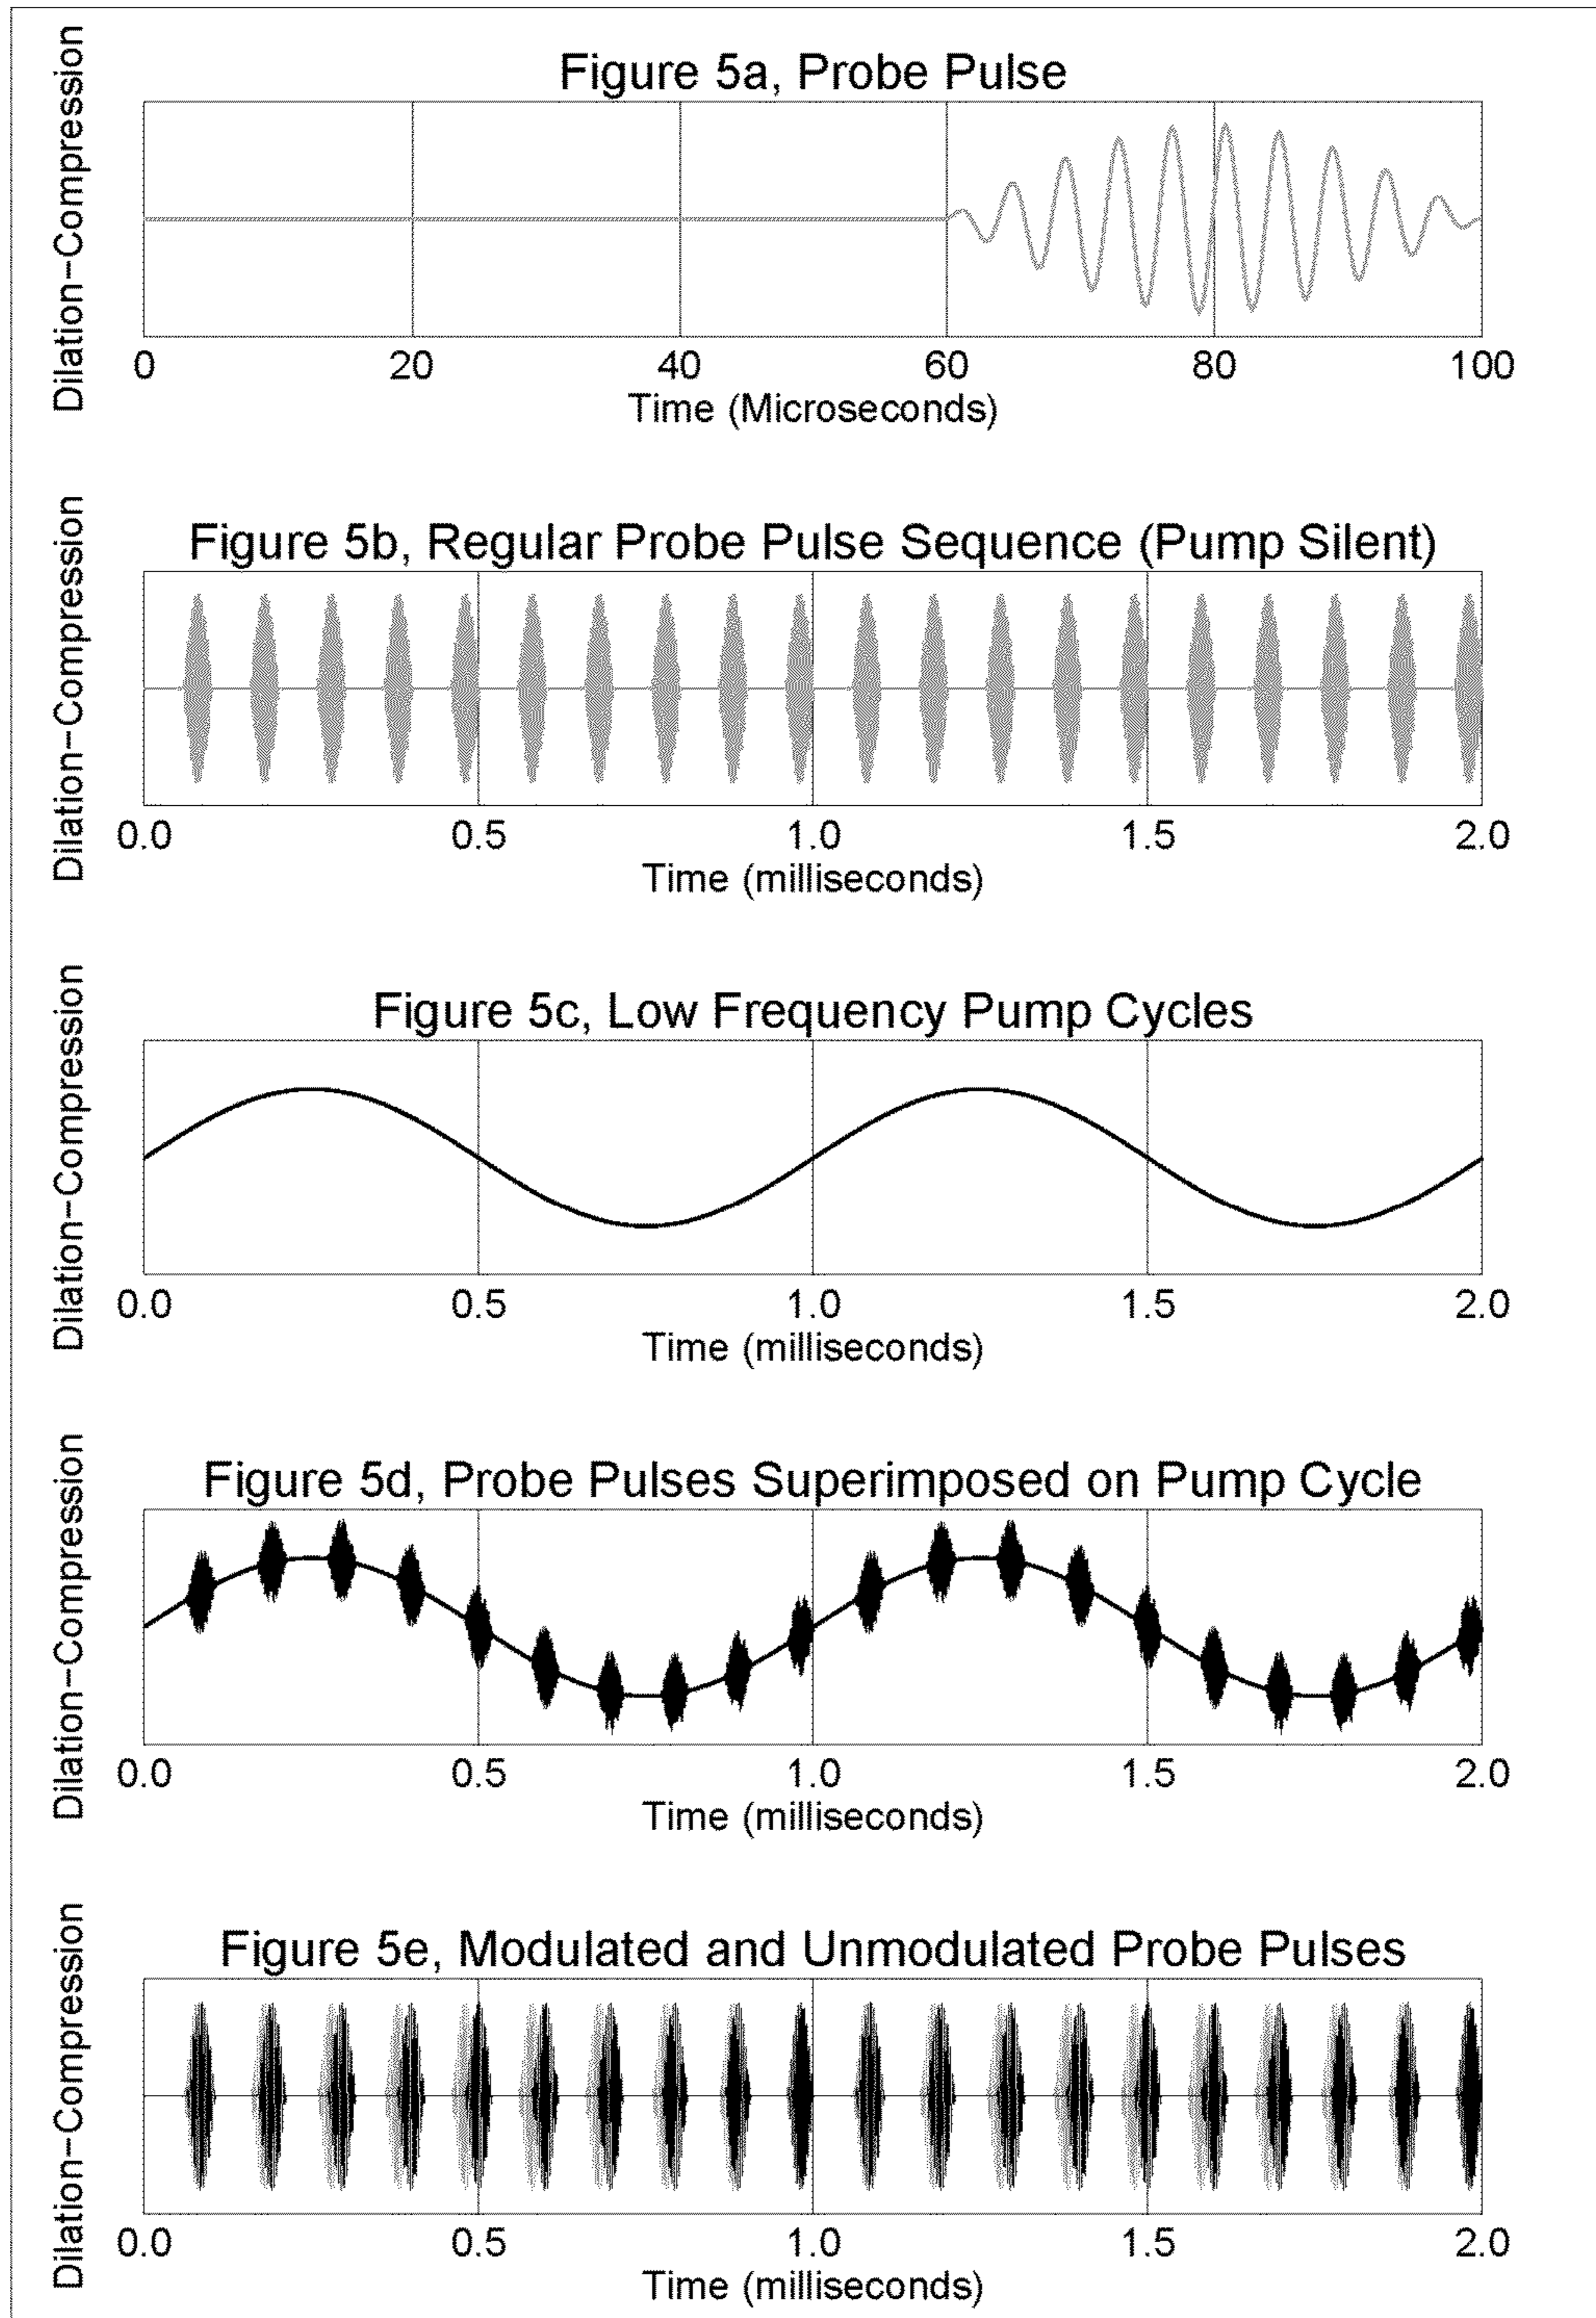 Figure 5a, Probe Pulse
Dilation−Compression
0 20 40 60 80 100
Time (Microseconds)
Figure 5b, Regular Probe Pulse Sequence (Pump Silent)
Dilation−Compression
0.0 0.5 1.0 1.5 2.0
Time (milliseconds)
Figure 5c, Low Frequency Pump Cycles
Dilation−Compression
0.0 0.5 1.0 1.5 2.0
Time (milliseconds)
Figure 5d, Probe Pulses Superimposed on Pump Cycle
Dilation−Compression
0.0 0.5 1.0 1.5 2.0
Time (milliseconds)
Figure 5e, Modulated and Unmodulated Probe Pulses
Dilation−Compression
0.0 0.5 1.0 1.5 2.0
Time (milliseconds)